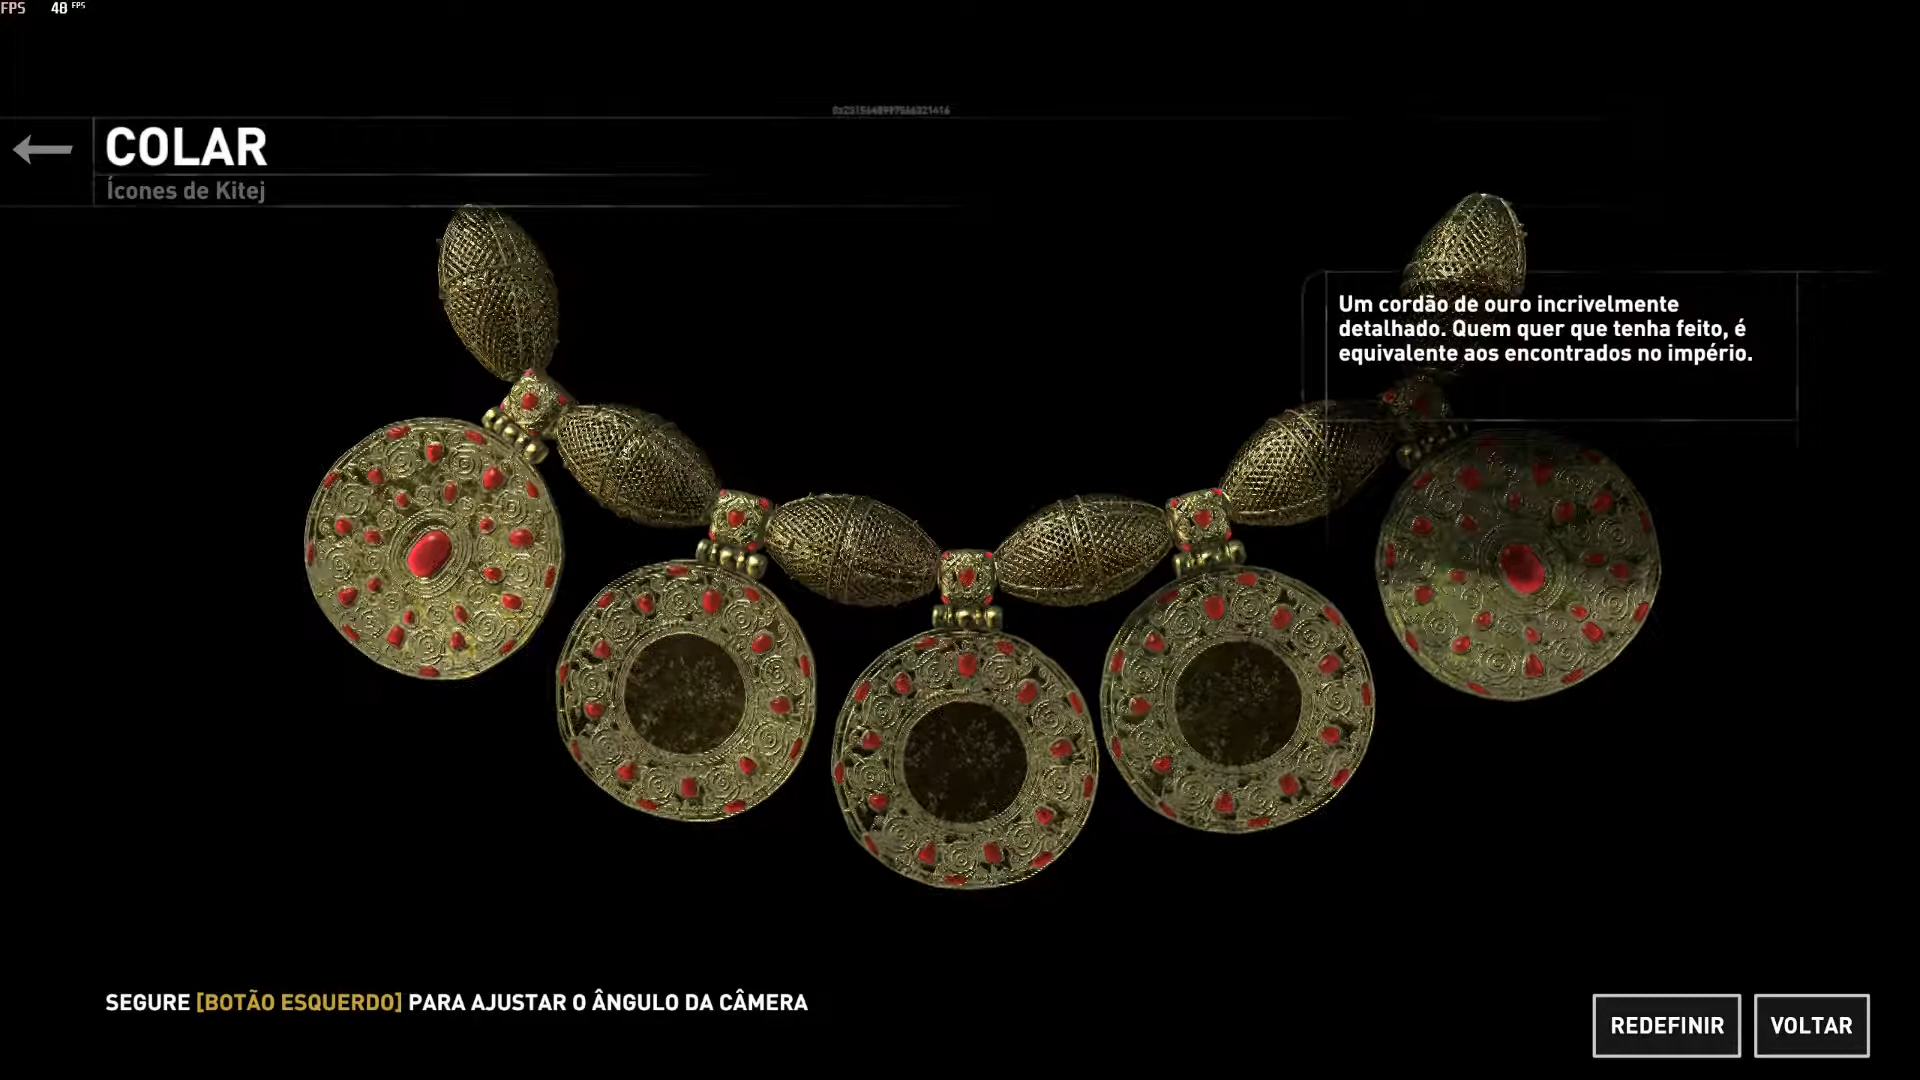 FPS 48 FPS
COLAR
Ícones de Kitej
Um cordão de ouro incrivelmente
detalhado. Quem quer que tenha feito, é
equivalente aos encontrados no império.
SEGURE [BOTÃO ESQUERDO] PARA AJUSTAR O ÂNGULO DA CÂMERA
REDEFINIR
VOLTAR